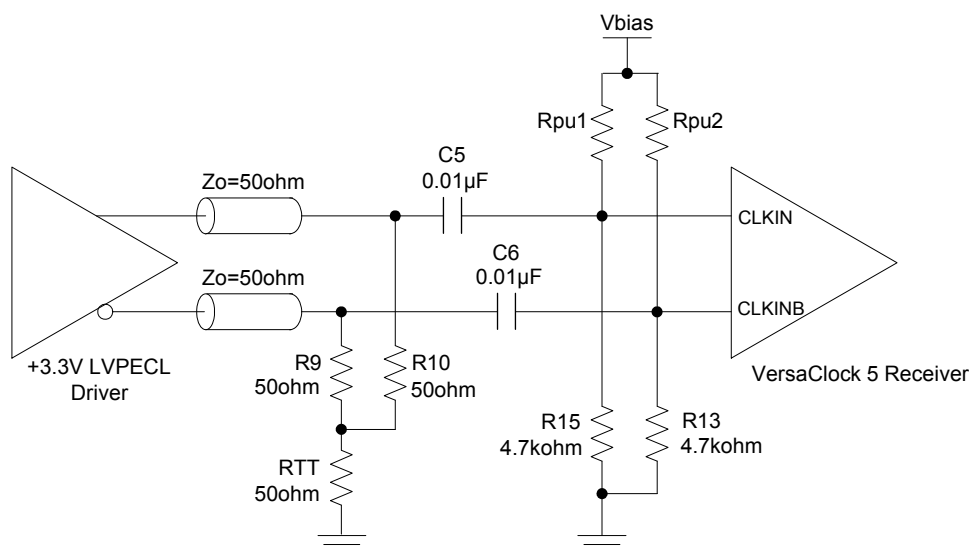 Vbias
Rpu1
Rpu2
C5
0.01µF
Zo=50ohm
CLKIN
C6
0.01µF
Zo=50ohm
CLKINB
+3.3V LVPECL
Driver
R9
50ohm
R10
50ohm
VersaClock 5 Receiver
R15
4.7kohm
R13
4.7kohm
RTT
50ohm